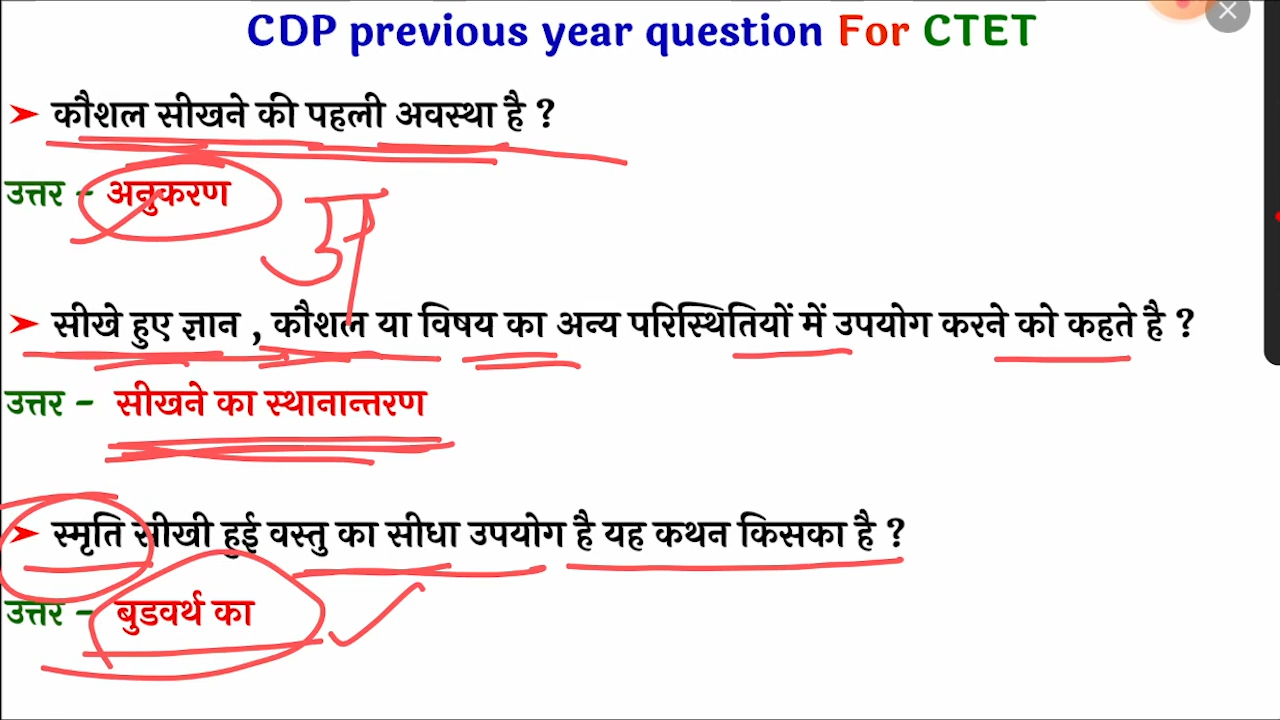 CDP previous year question For CTET
➤ कौशल सीखने की पहली अवस्था है ?
उत्तर - अनुकरण
➤ सीखे हुए ज्ञान , कौशल या विषय का अन्य परिस्थितियों में उपयोग करने को कहते है ?
उत्तर - सीखने का स्थानान्तरण
➤ स्मृति सीखी हुई वस्तु का सीधा उपयोग है यह कथन किसका है ?
उत्तर - बुडवर्थ का